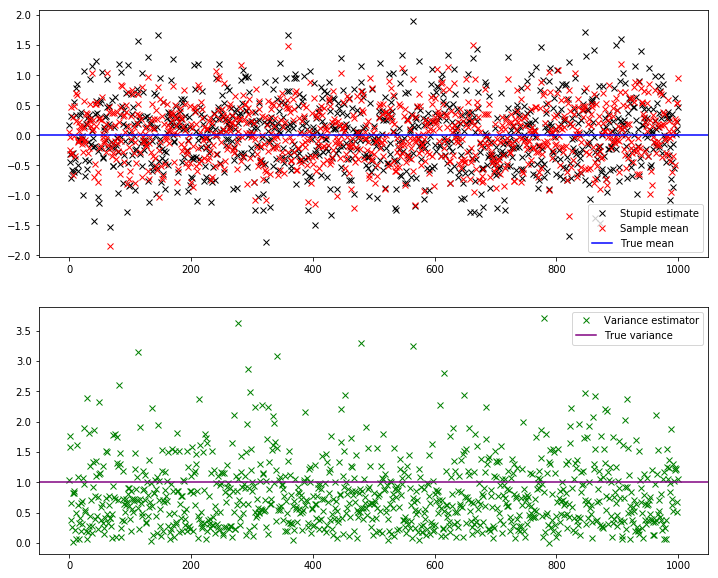 2.0
1.5
1.0
0.5
0.0
−0.5
−1.0
−1.5
−2.0
Stupid estimate
Sample mean
True mean
0 200 400 600 800 1000
3.5
3.0
2.5
2.0
1.5
1.0
0.5
0.0
Variance estimator
True variance
0 200 400 600 800 1000